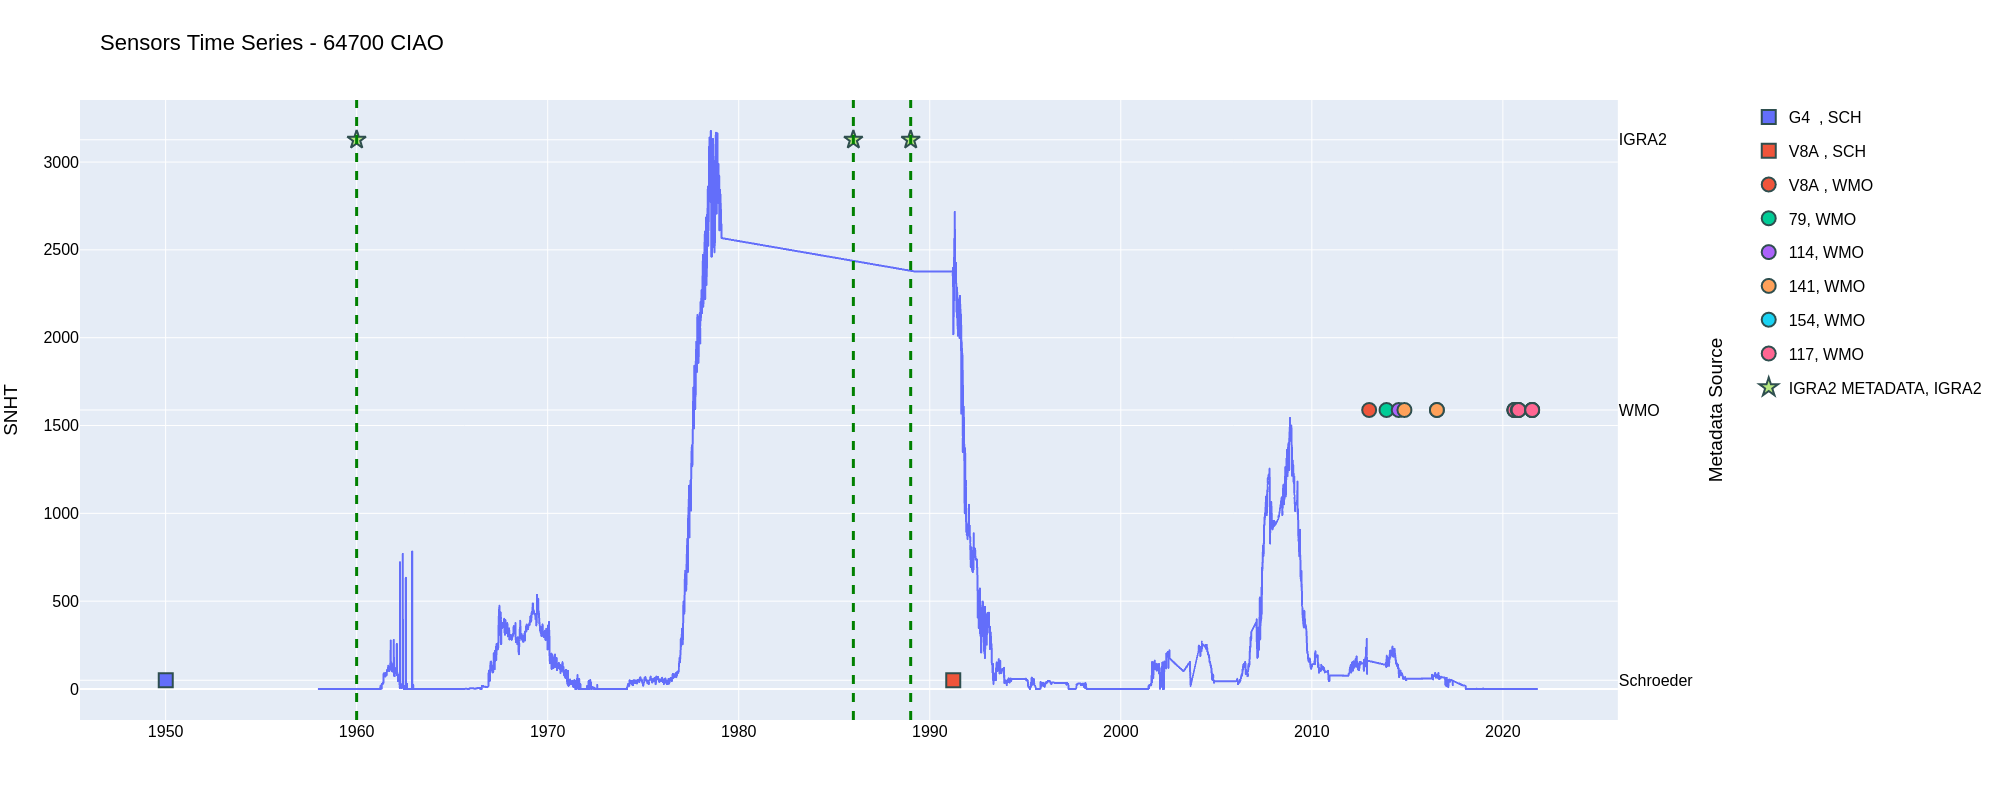 Sensors Time Series - 64700 CIAO
SNHT
3000
2500
2000
1500
1000
500
0
1950
1960
1970
1980
1990
2000
2010
2020
IGRA2
WMO
Schroeder
Metadata Source
G4 , SCH
V8A , SCH
V8A , WMO
79, WMO
114, WMO
141, WMO
154, WMO
117, WMO
IGRA2 METADATA, IGRA2